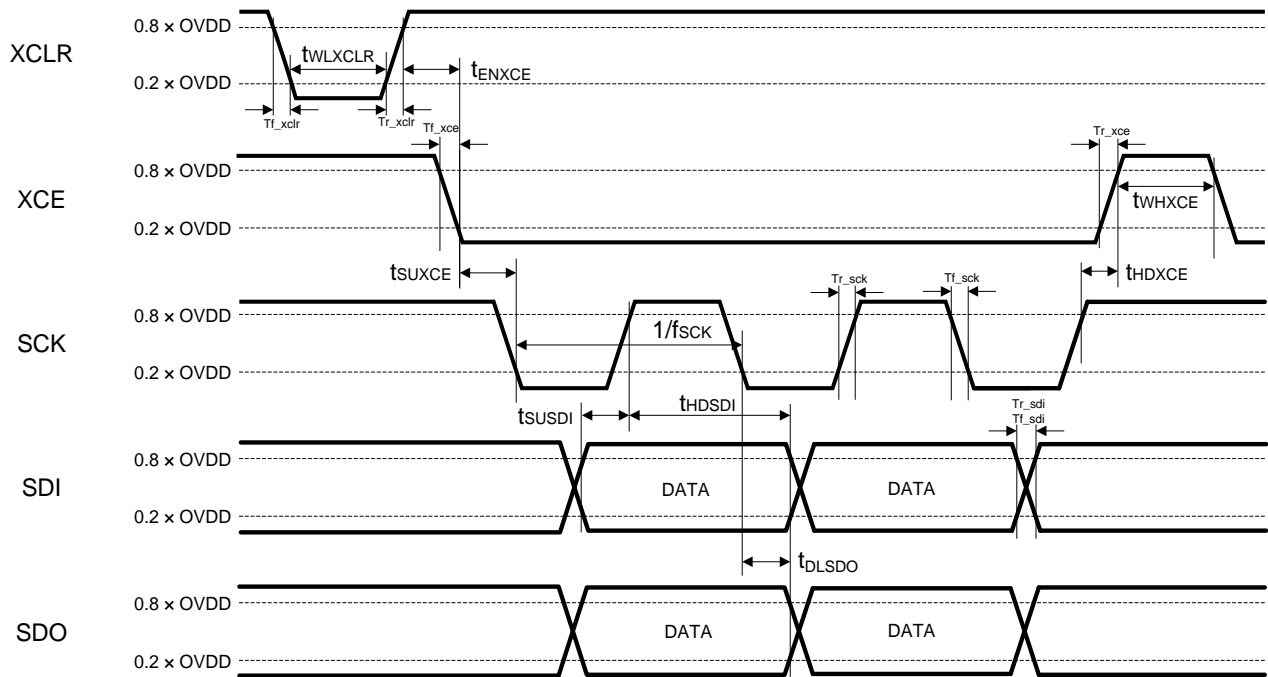 XCLR
0.8 × OVDD
0.2 × OVDD
tWLXCLR
tENXCE
Tf_xclr
Tr_xclr
Tf_xce
Tr_xce
XCE
0.8 × OVDD
0.2 × OVDD
tWHXCE
tSUXCE
tHDXCE
Tr_sck
Tf_sck
SCK
0.8 × OVDD
0.2 × OVDD
1/fSCK
tSUSDI
tHDSDI
Tr_sdi
Tf_sdi
SDI
0.8 × OVDD
0.2 × OVDD
DATA
DATA
tDLSDO
SDO
0.8 × OVDD
0.2 × OVDD
DATA
DATA